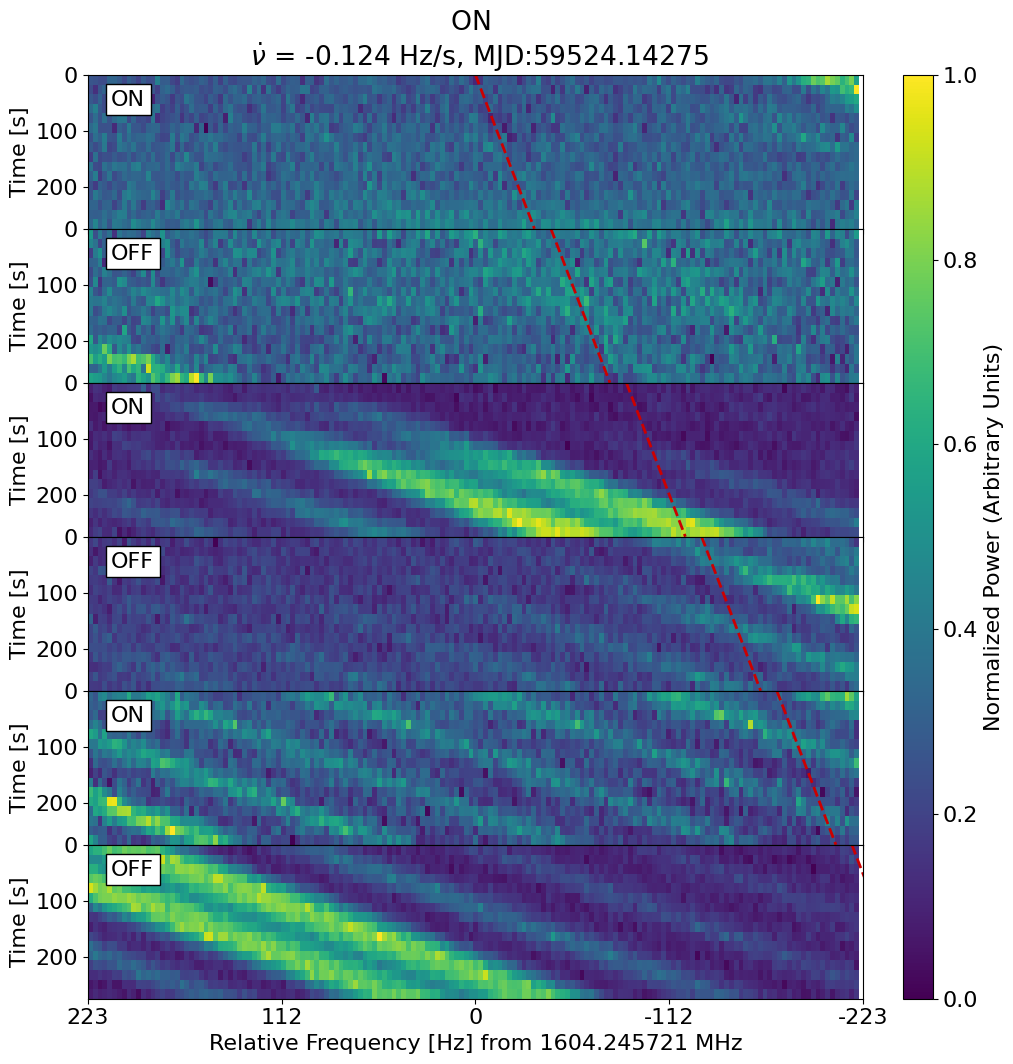 ON
ν̇ = -0.124 Hz/s, MJD:59524.14275
0
ON
100
200
Time [s]
0
OFF
100
200
Time [s]
0
ON
100
200
Time [s]
0
OFF
100
200
Time [s]
0
ON
100
200
Time [s]
0
OFF
100
200
Time [s]
223 112 0 -112 -223
Relative Frequency [Hz] from 1604.245721 MHz
1.0
0.8
0.6
0.4
0.2
0.0
Normalized Power (Arbitrary Units)